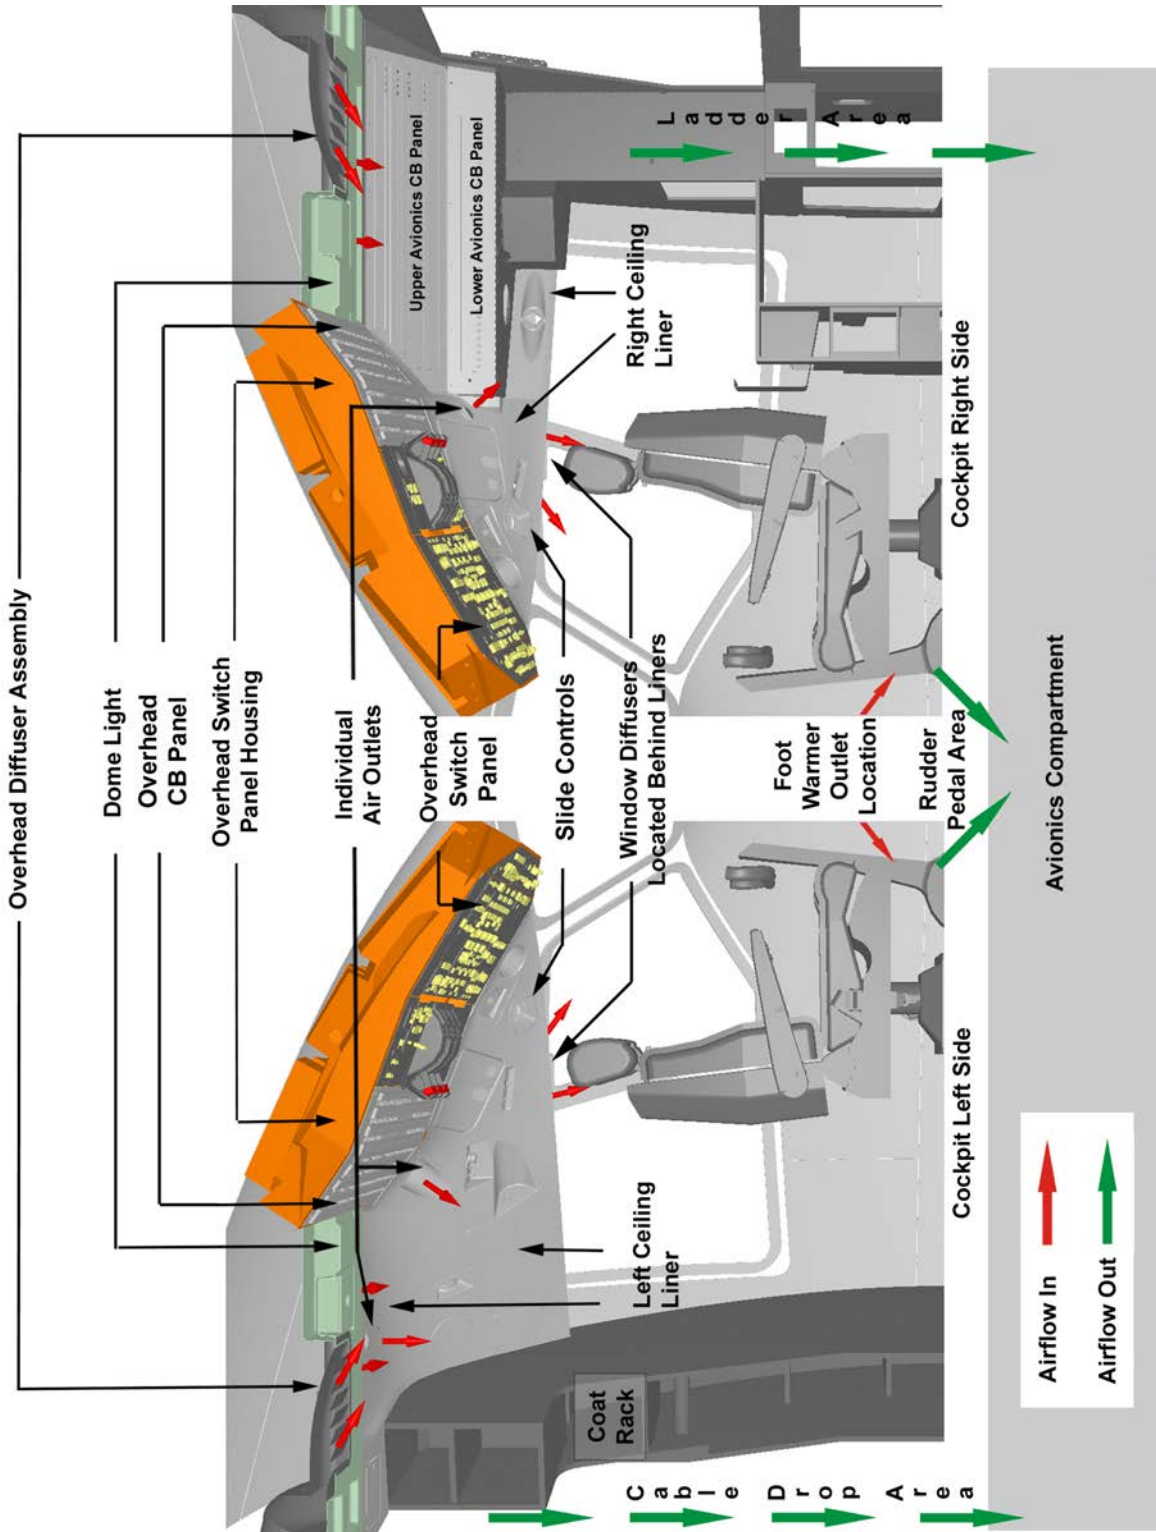 Overhead Diffuser Assembly
Dome Light
Overhead
CB Panel
Overhead Switch
Panel Housing
Individual
Air Outlets
Overhead
Switch
Panel
Slide Controls
Window Diffusers
Located Behind Liners
Foot
Warmer
Outlet
Location
Rudder
Pedal Area
Upper Avionics CB Panel
Lower Avionics CB Panel
Right Ceiling
Liner
Ladder Area
Cockpit Right Side
Left Ceiling
Liner
Coat
Rack
Cable Drop Area
Cockpit Left Side
Avionics Compartment
Airflow In
Airflow Out